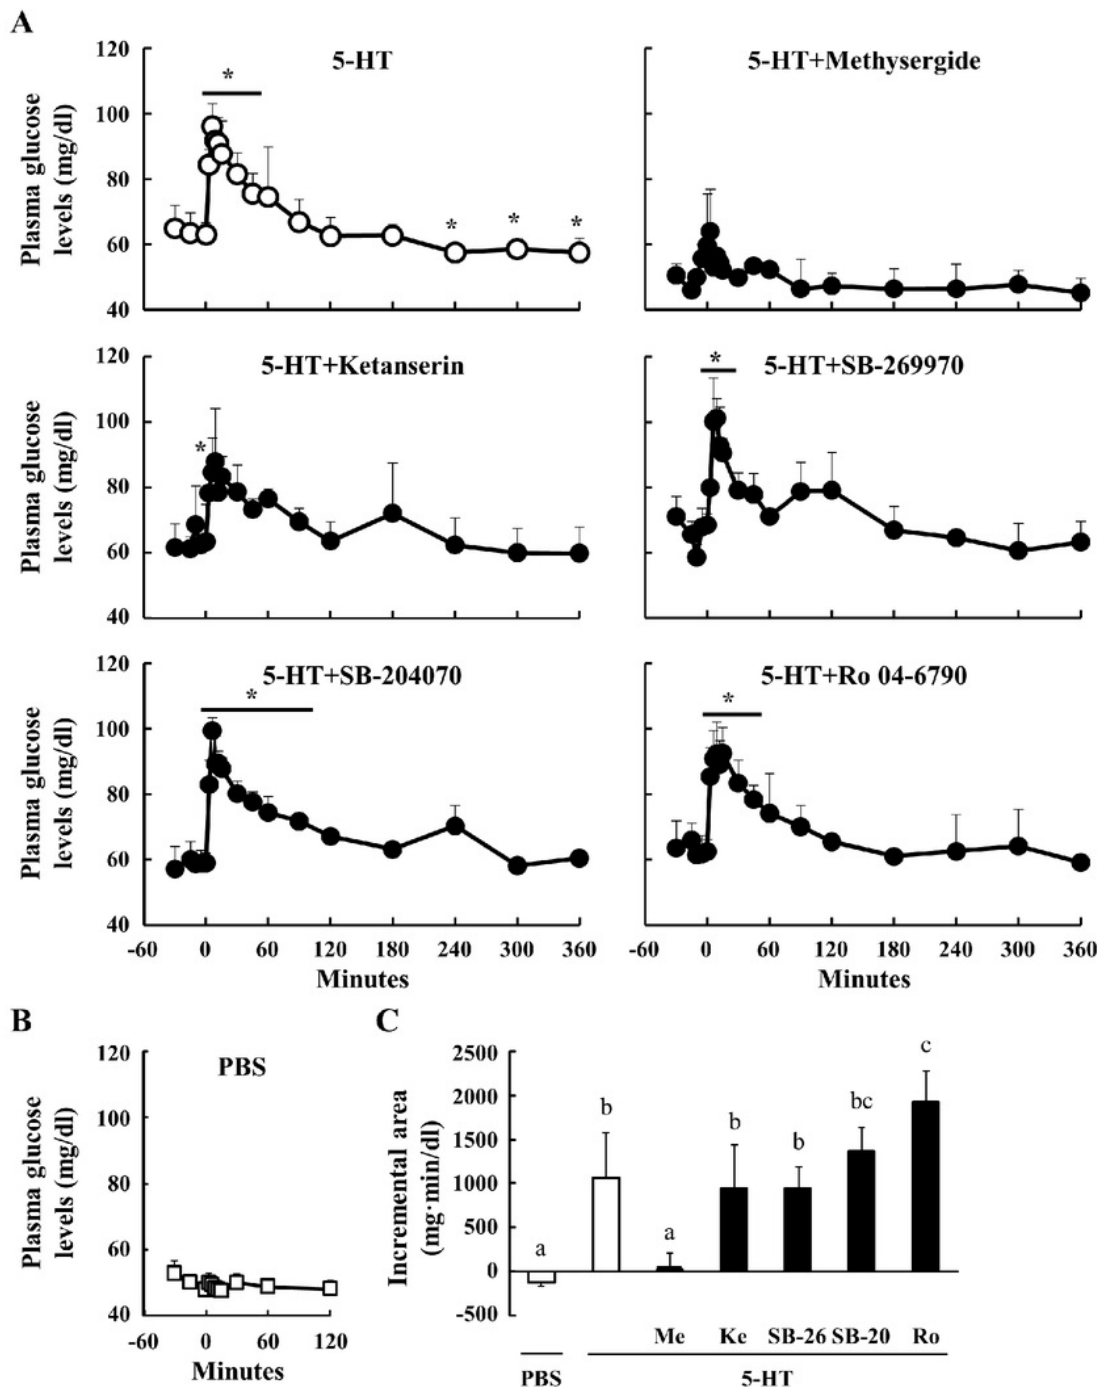 A
5-HT
5-HT+Methysergide
Plasma glucose
levels (mg/dl)
120
100
80
60
40
*
* * *
5-HT+Ketanserin
5-HT+SB-269970
Plasma glucose
levels (mg/dl)
120
100
80
60
40
-60
*
*
5-HT+SB-204070
5-HT+Ro 04-6790
Plasma glucose
levels (mg/dl)
120
100
80
60
40
*
*
-60 0 60 120 180 240 300 360
-60 0 60 120 180 240 300 360
Minutes
Minutes
B
PBS
Plasma glucose
levels (mg/dl)
120
100
80
60
40
-60 0 60 120
Minutes
C
Incremental area
(mg·min/dl)
2500
2000
1500
1000
500
0
-500
a b a b b bc c
Me Ke SB-26 SB-20 Ro
PBS 5-HT